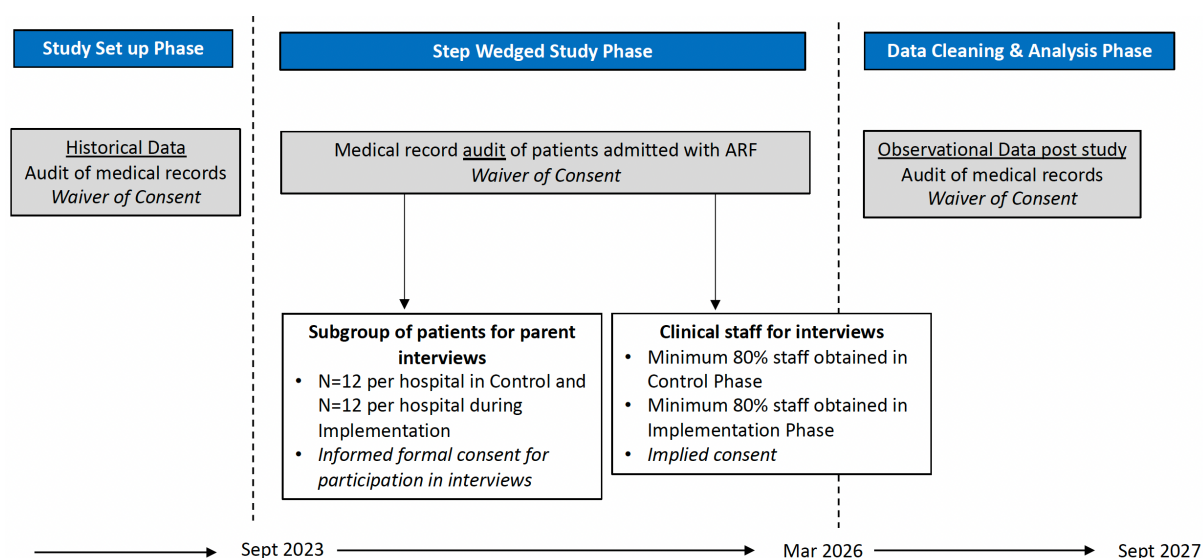 Study Set up Phase
Step Wedged Study Phase
Data Cleaning & Analysis Phase
Historical Data
Audit of medical records
Waiver of Consent
Medical record audit of patients admitted with ARF
Waiver of Consent
Observational Data post study
Audit of medical records
Waiver of Consent
Subgroup of patients for parent
interviews
• N=12 per hospital in Control and
N=12 per hospital during
Implementation
• Informed formal consent for
participation in interviews
Clinical staff for interviews
• Minimum 80% staff obtained in
Control Phase
• Minimum 80% staff obtained in
Implementation Phase
• Implied consent
Sept 2023
Mar 2026
Sept 2027